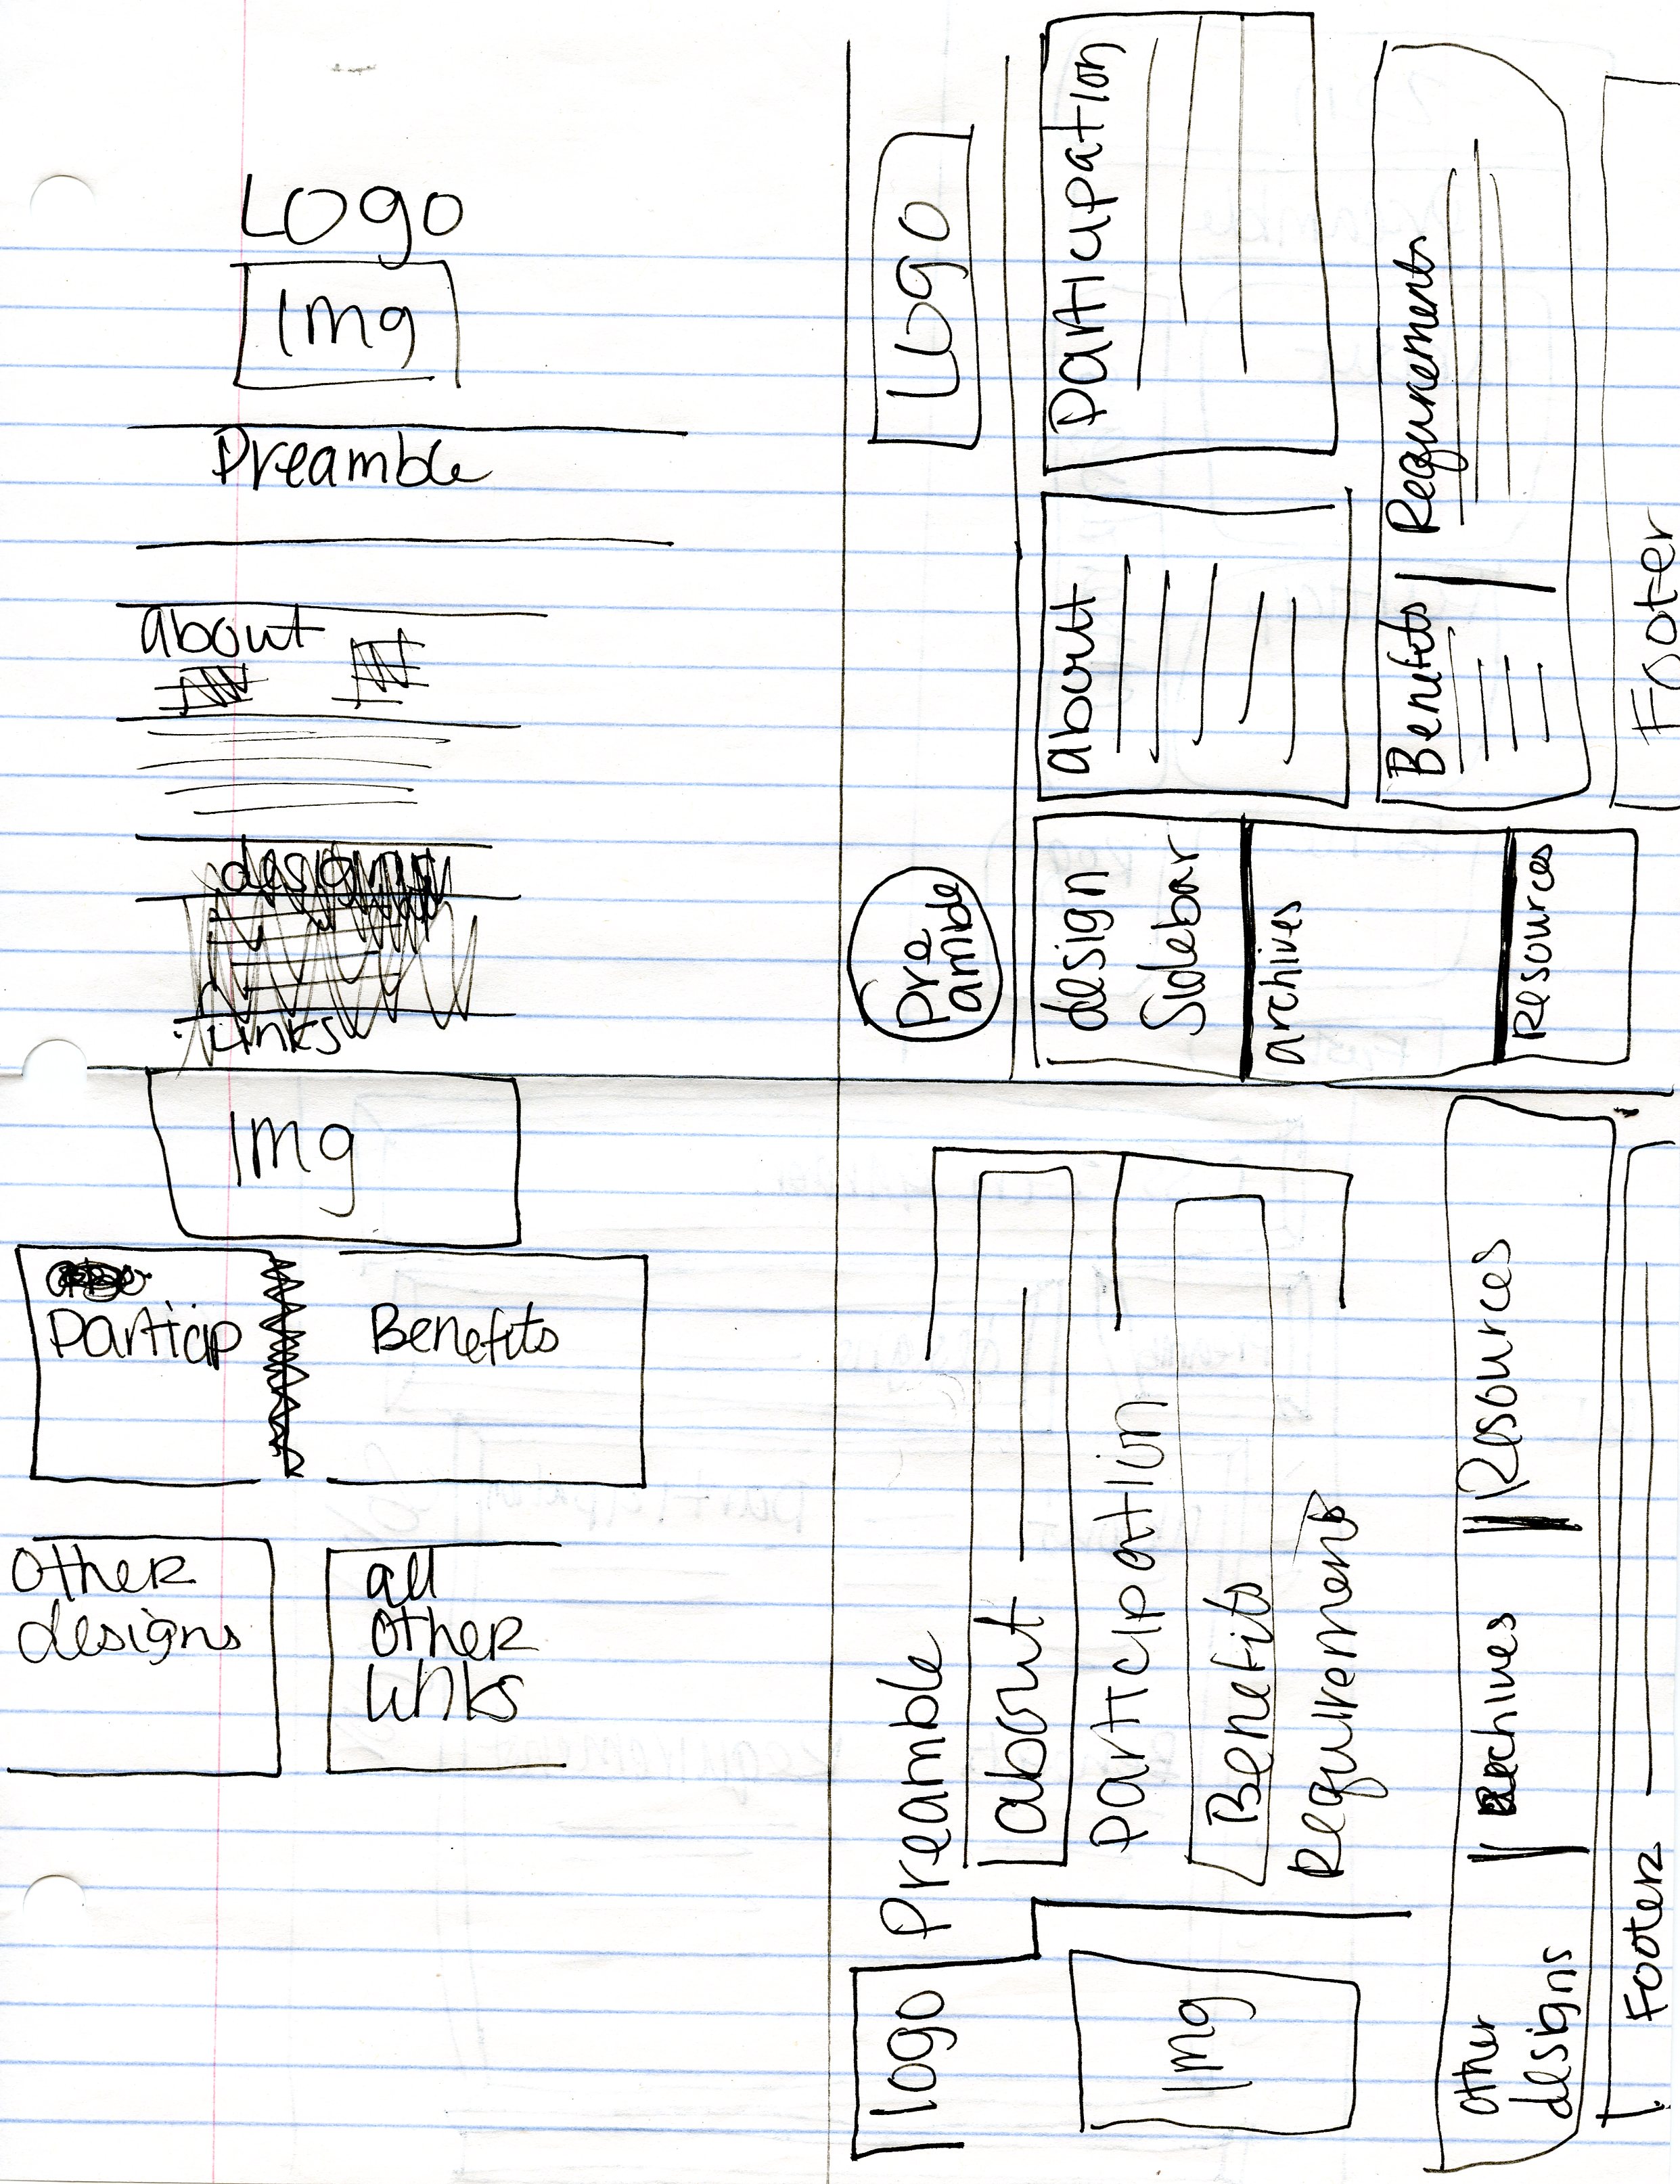 Logo
Img
Preamble
about
designs
Links
Img
Particip
Benefits
Other
designs
all
other
Links
Pre
amble
Logo
design
Sidebar
archives
Resources
about
Participation
Benefits
Requirements
Footer
logo
Preamble
Img
about
Participation
Benefits
Requirements
other
designs
Archives
Resources
Footer